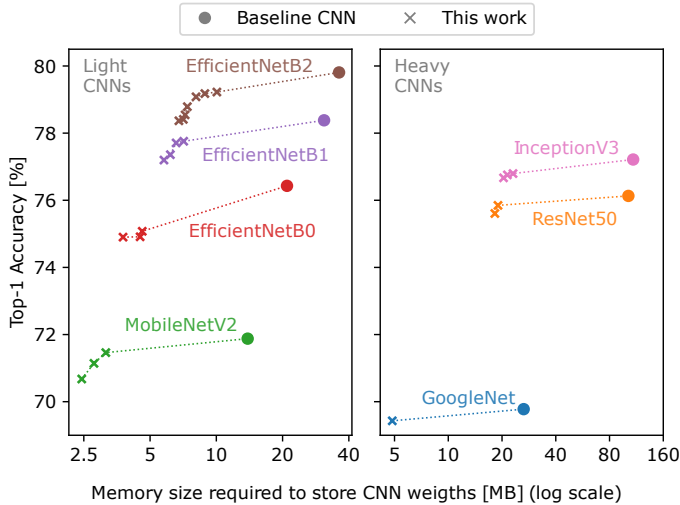 Baseline CNN
This work
Light
CNNs
Heavy
CNNs
EfficientNetB2
EfficientNetB1
EfficientNetB0
MobileNetV2
InceptionV3
ResNet50
GoogleNet
Top-1 Accuracy [%]
80
78
76
74
72
70
2.5 5 10 20 40
5 10 20 40 80 160
Memory size required to store CNN weigths [MB] (log scale)